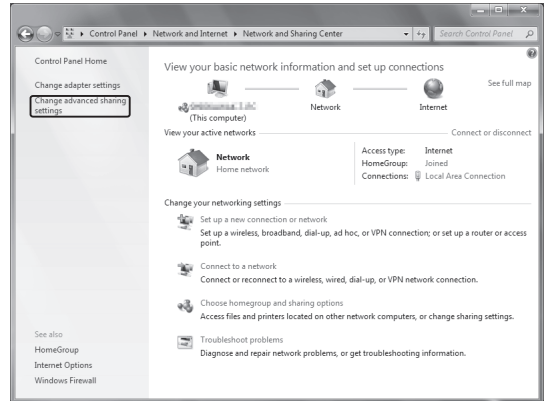 Control Panel Network and Internet Network and Sharing Center Search Control Panel
Control Panel Home
Change adapter settings
Change advanced sharing
settings
See also
HomeGroup
Internet Options
Windows Firewall
View your basic network information and set up connections
See full map
(This computer)
Network
Internet
View your active networks
Connect or disconnect
Network
Home network
Access type: Internet
HomeGroup: Joined
Connections: Local Area Connection
Change your networking settings
Set up a new connection or network
Set up a wireless, broadband, dial-up, ad hoc, or VPN connection; or set up a router or access
point.
Connect to a network
Connect or reconnect to a wireless, wired, dial-up, or VPN network connection.
Choose homegroup and sharing options
Access files and printers located on other network computers, or change sharing settings.
Troubleshoot problems
Diagnose and repair network problems, or get troubleshooting information.